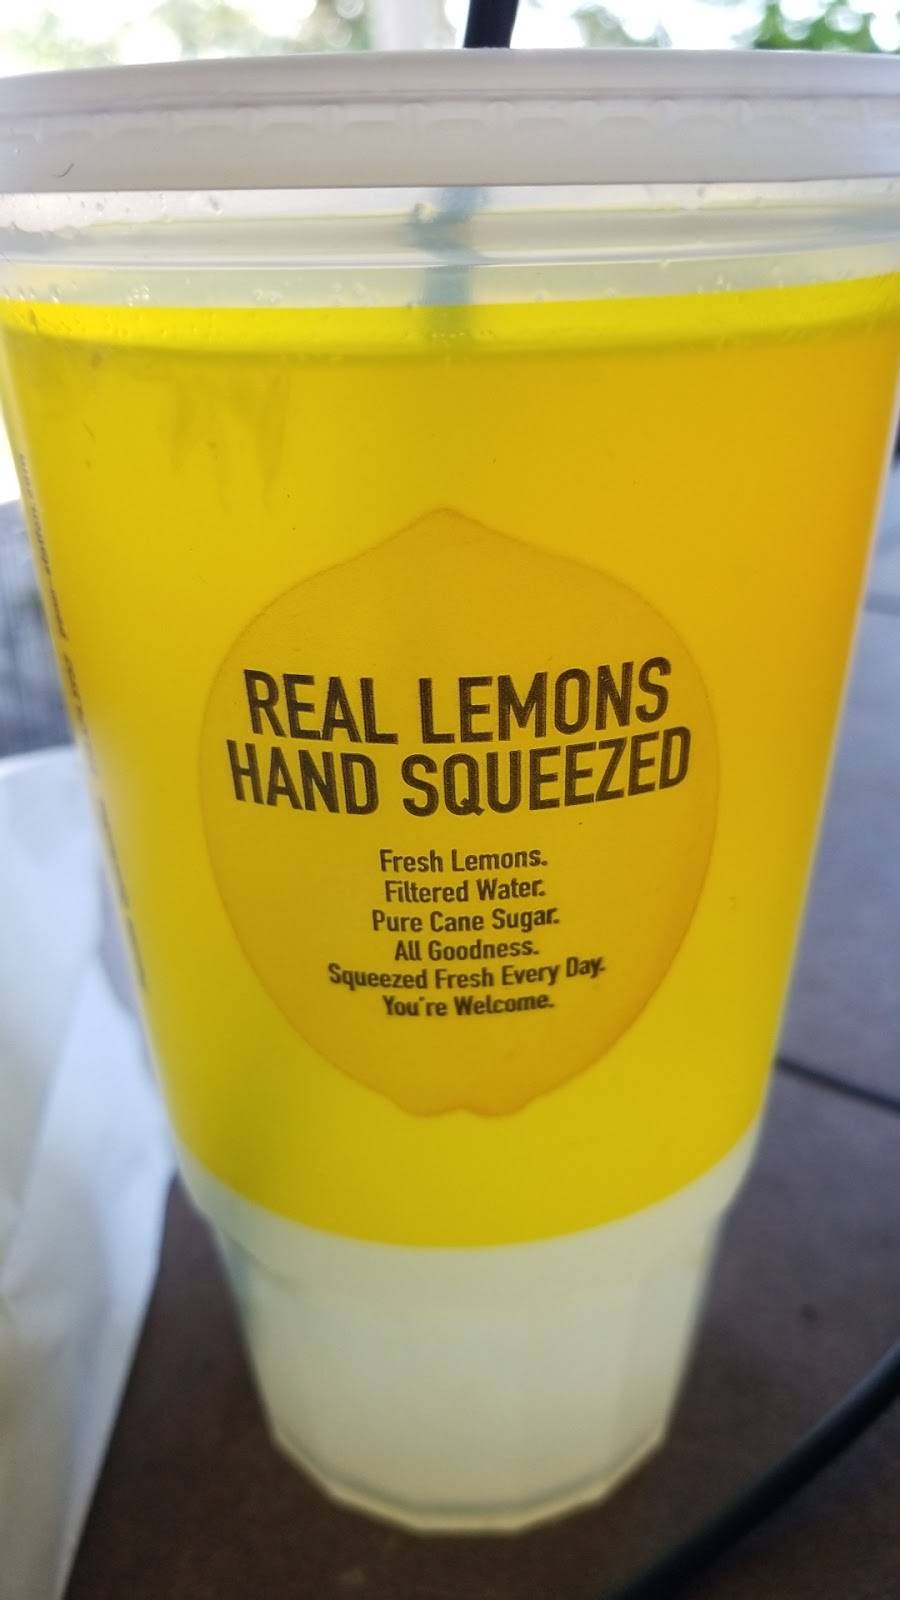 REAL LEMONS
HAND SQUEEZED
Fresh Lemons.
Filtered Water.
Pure Cane Sugar.
All Goodness.
Squeezed Fresh Every Day.
You're Welcome.